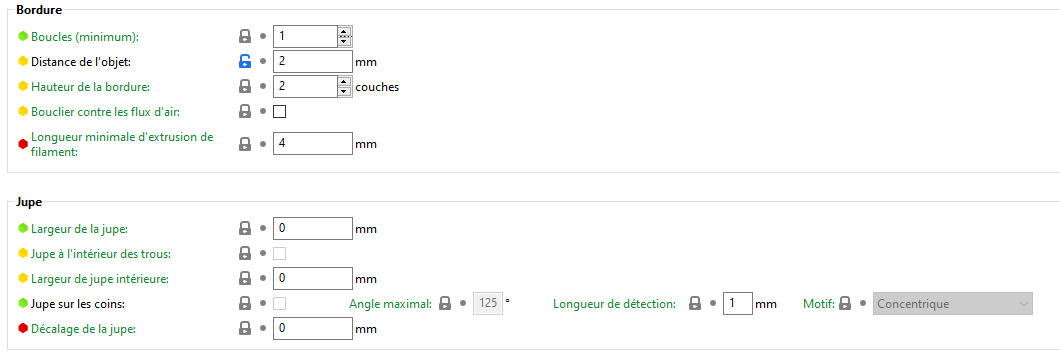 Bordure
Boucles (minimum): 1
Distance de l'objet: 2 mm
Hauteur de la bordure: 2 couches
Bouclier contre les flux d'air:
Longueur minimale d'extrusion de
filament: 4 mm
Jupe
Largeur de la jupe: 0 mm
Jupe à l'intérieur des trous:
Largeur de jupe intérieure: 0 mm
Jupe sur les coins: Angle maximal: 125 ° Longueur de détection: 1 mm Motif: Concentrique
Décalage de la jupe: 0 mm